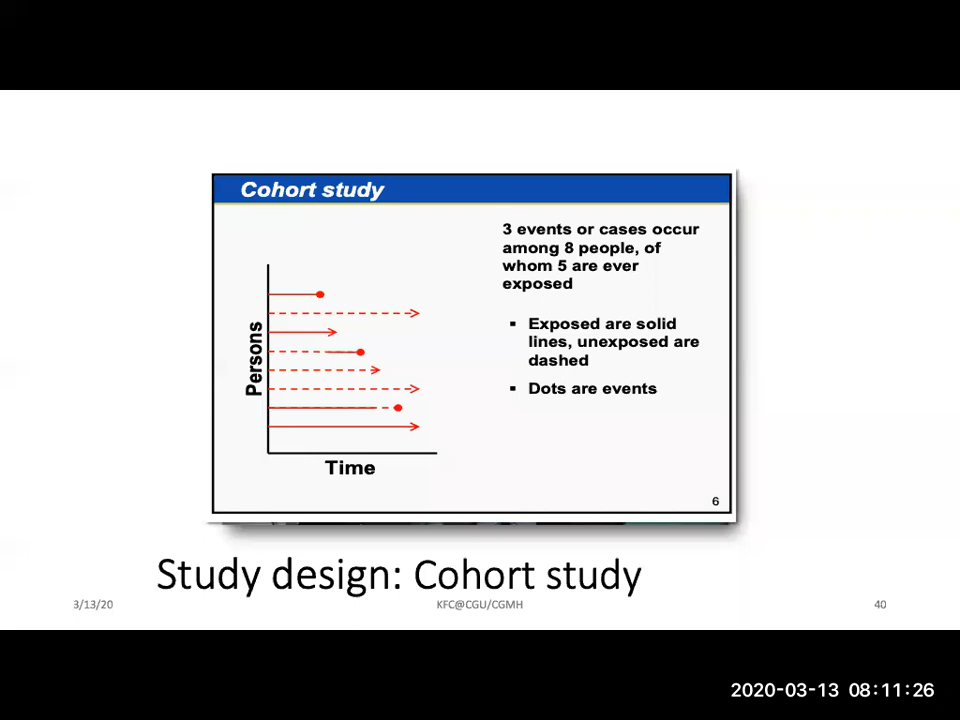 Cohort study
3 events or cases occur
among 8 people, of
whom 5 are ever
exposed
▪ Exposed are solid
lines, unexposed are
dashed
▪ Dots are events
Persons
Time
6
Study design: Cohort study
3/13/20
KFC@CGU/CGMH
40
2020-03-13 08:11:26